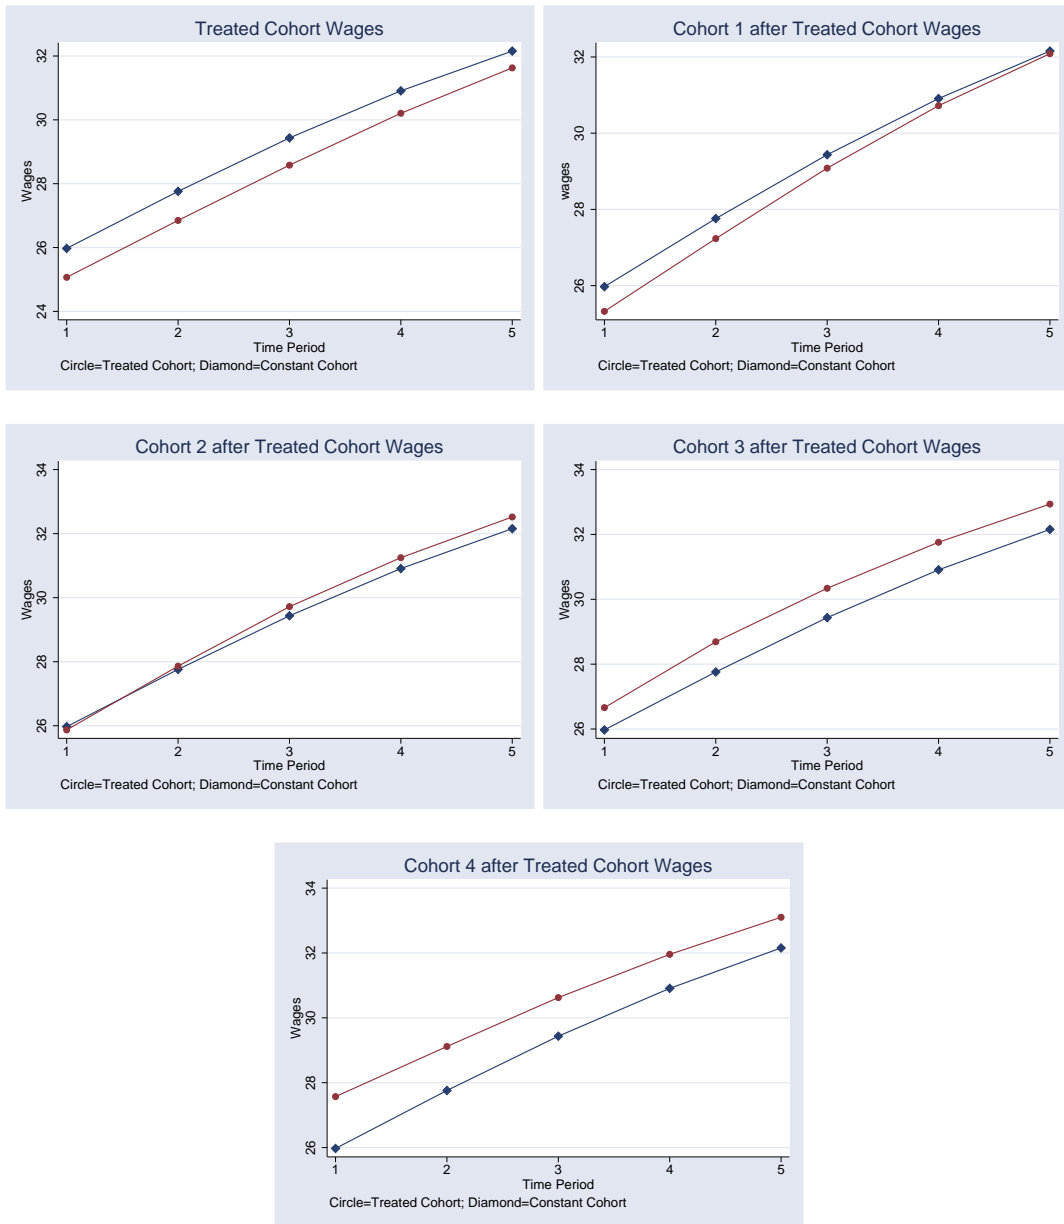 Treated Cohort Wages
32
30
28
26
24
Wages
1 2 3 4 5
Time Period
Circle=Treated Cohort; Diamond=Constant Cohort
Cohort 1 after Treated Cohort Wages
32
30
28
26
wages
1 2 3 4 5
Time Period
Circle=Treated Cohort; Diamond=Constant Cohort
Cohort 2 after Treated Cohort Wages
34
32
30
28
26
Wages
1 2 3 4 5
Time Period
Circle=Treated Cohort; Diamond=Constant Cohort
Cohort 3 after Treated Cohort Wages
34
32
30
28
26
Wages
1 2 3 4 5
Time Period
Circle=Treated Cohort; Diamond=Constant Cohort
Cohort 4 after Treated Cohort Wages
34
32
30
28
26
Wages
1 2 3 4 5
Time Period
Circle=Treated Cohort; Diamond=Constant Cohort